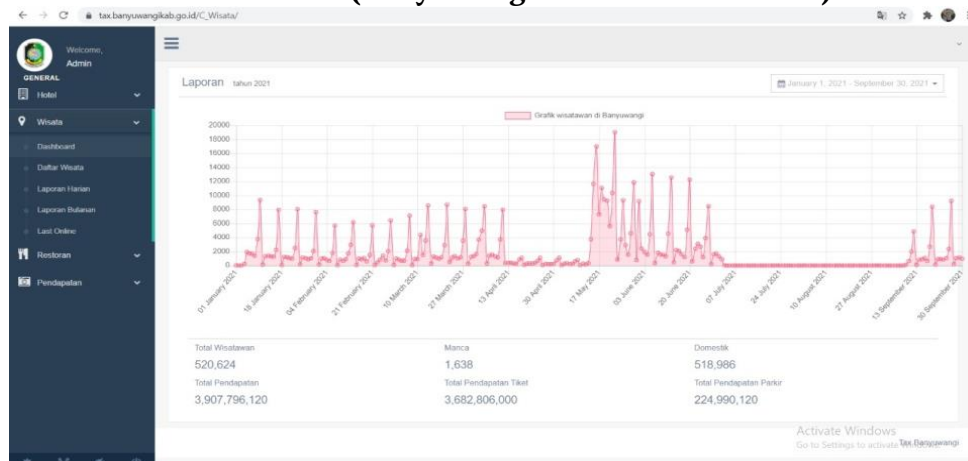 tax.banyuwangikab.go.id/C_Wisata/
Welcome,
Admin
GENERAL
Hotel
Wisata
Dashboard
Daftar Wisata
Laporan Harian
Laporan Bulanan
Last Online
Restoran
Pendapatan
Laporan tahun 2021
January 1, 2021 - September 30, 2021
Grafik wisatawan di Banyuwangi
20000
18000
16000
14000
12000
10000
8000
6000
4000
2000
0
01 January 2021
18 January 2021
04 February 2021
21 February 2021
10 March 2021
27 March 2021
13 April 2021
30 April 2021
17 May 2021
03 June 2021
20 June 2021
07 July 2021
24 July 2021
10 August 2021
27 August 2021
13 September 2021
30 September 2021
Total Wisatawan Manca Domestik
520,624 1,638 518,986
Total Pendapatan Total Pendapatan Tiket Total Pendapatan Parkir
3,907,796,120 3,682,806,000 224,990,120
Activate Windows
Go to Settings to activate Windows.
Tax Banyuwangi